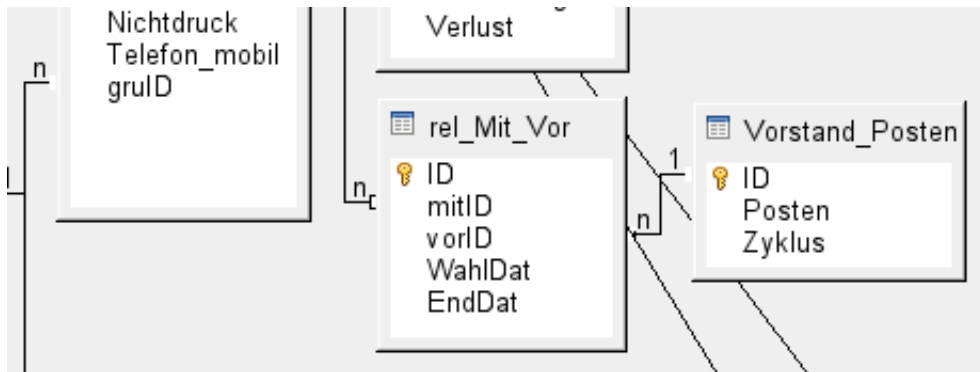 Nichtdruck
Telefon_mobil
gruID
n
Verlust
rel_Mit_Vor
ID
mitID
vorID
WahlDat
EndDat
n
n
1
Vorstand_Posten
ID
Posten
Zyklus